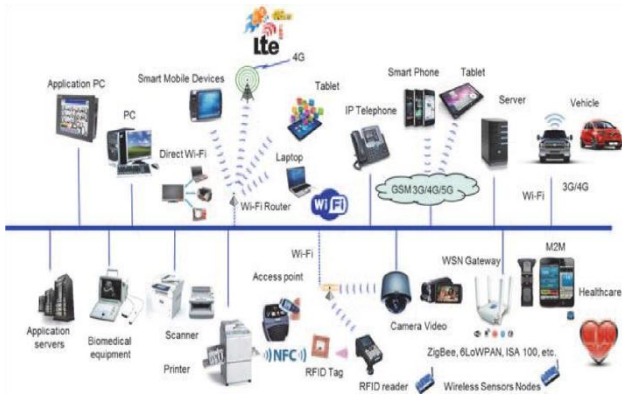 Lte
4G
Application PC
PC
Smart Mobile Devices
Tablet
Smart Phone
Tablet
IP Telephone
Server
Vehicle
Direct Wi-Fi
Laptop
Wi-Fi Router
Wi Fi
GSM 3G/4G/5G
Wi-Fi
3G/4G
Wi-Fi
Access point
Application
servers
Biomedical
equipment
Scanner
Printer
NFC
RFID Tag
RFID reader
Camera Video
WSN Gateway
M2M
Healthcare
ZigBee, 6LoWPAN, ISA 100, etc.
Wireless Sensors Nodes